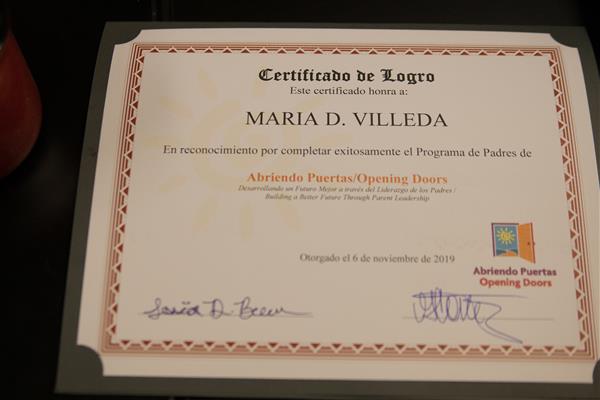 Certificado de Logro
Este certificado honra a:
MARIA D. VILLEDA
En reconocimiento por completar exitosamente el Programa de Padres de
Abriendo Puertas/Opening Doors
Desarrollando un Futuro Mejor a través del Liderazgo de los Padres /
Building a Better Future Through Parent Leadership
Otorgado el 6 de noviembre de 2019
Abriendo Puertas
Opening Doors